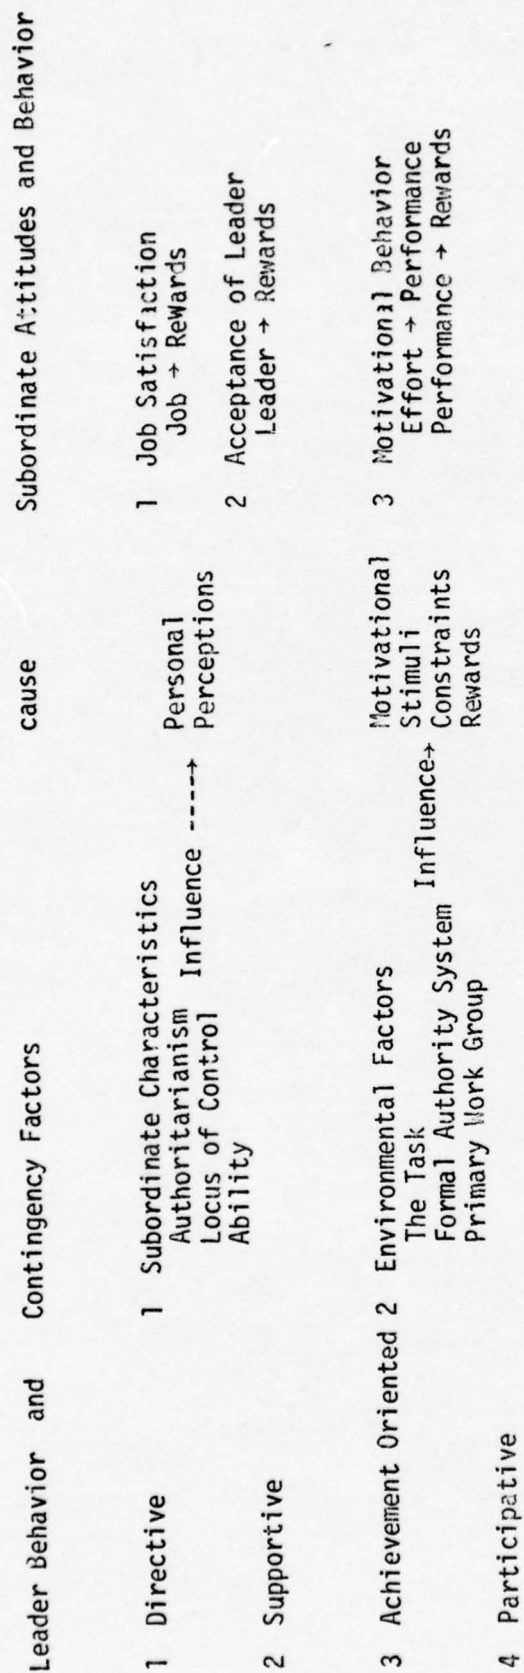 Leader Behavior and Contingency Factors cause Subordinate Attitudes and Behavior
1 Directive 1 Subordinate Characteristics 1 Job Satisfaction
Authoritarianism Influence -----→ Personal Job → Rewards
Locus of Control Perceptions
Ability 2 Acceptance of Leader
2 Supportive Leader → Rewards
3 Achievement Oriented 2 Environmental Factors Motivational 3 Motivational Behavior
The Task Stimuli Effort → Performance
Formal Authority System Influence→ Constraints Performance → Rewards
Primary Work Group Rewards
4 Participative